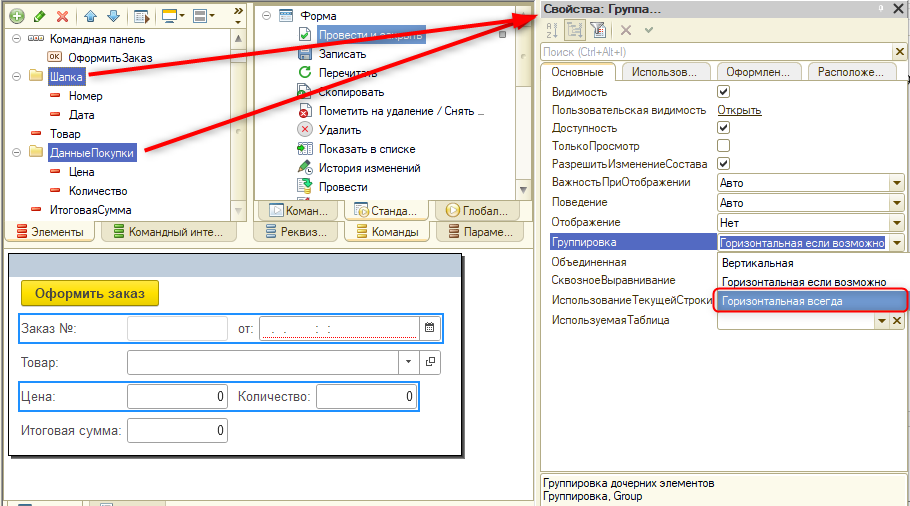 Командная панель
ОК ОформитьЗаказ
Шапка
Номер
Дата
Товар
ДанныеПокупки
Цена
Количество
ИтоговаяСумма
Элементы
Командный инте...
Форма
Провести и закрыть
Записать
Перечитать
Скопировать
Пометить на удаление / Снять ...
Удалить
Показать в списке
История изменений
Провести
Коман...
Станда...
Глобал...
Реквиз...
Команды
Параме...
Оформить заказ
Заказ №:
от: . . : :
Товар:
Цена: 0 Количество: 0
Итоговая сумма: 0
Свойства: Группа...
Поиск (Ctrl+Alt+I)
Основные
Использов...
Оформлен...
Расположе...
Видимость
Пользовательская видимость Открыть
Доступность
ТолькоПросмотр
РазрешитьИзменениеСостава
ВажностьПриОтображении Авто
Поведение Авто
Отображение Нет
Группировка Горизонтальная если возможно
Объединенная Вертикальная
СквозноеВыравнивание Горизонтальная если возможно
ИспользованиеТекущейСтроки Горизонтальная всегда
ИспользуемаяТаблица
Группировка дочерних элементов
Группировка, Group